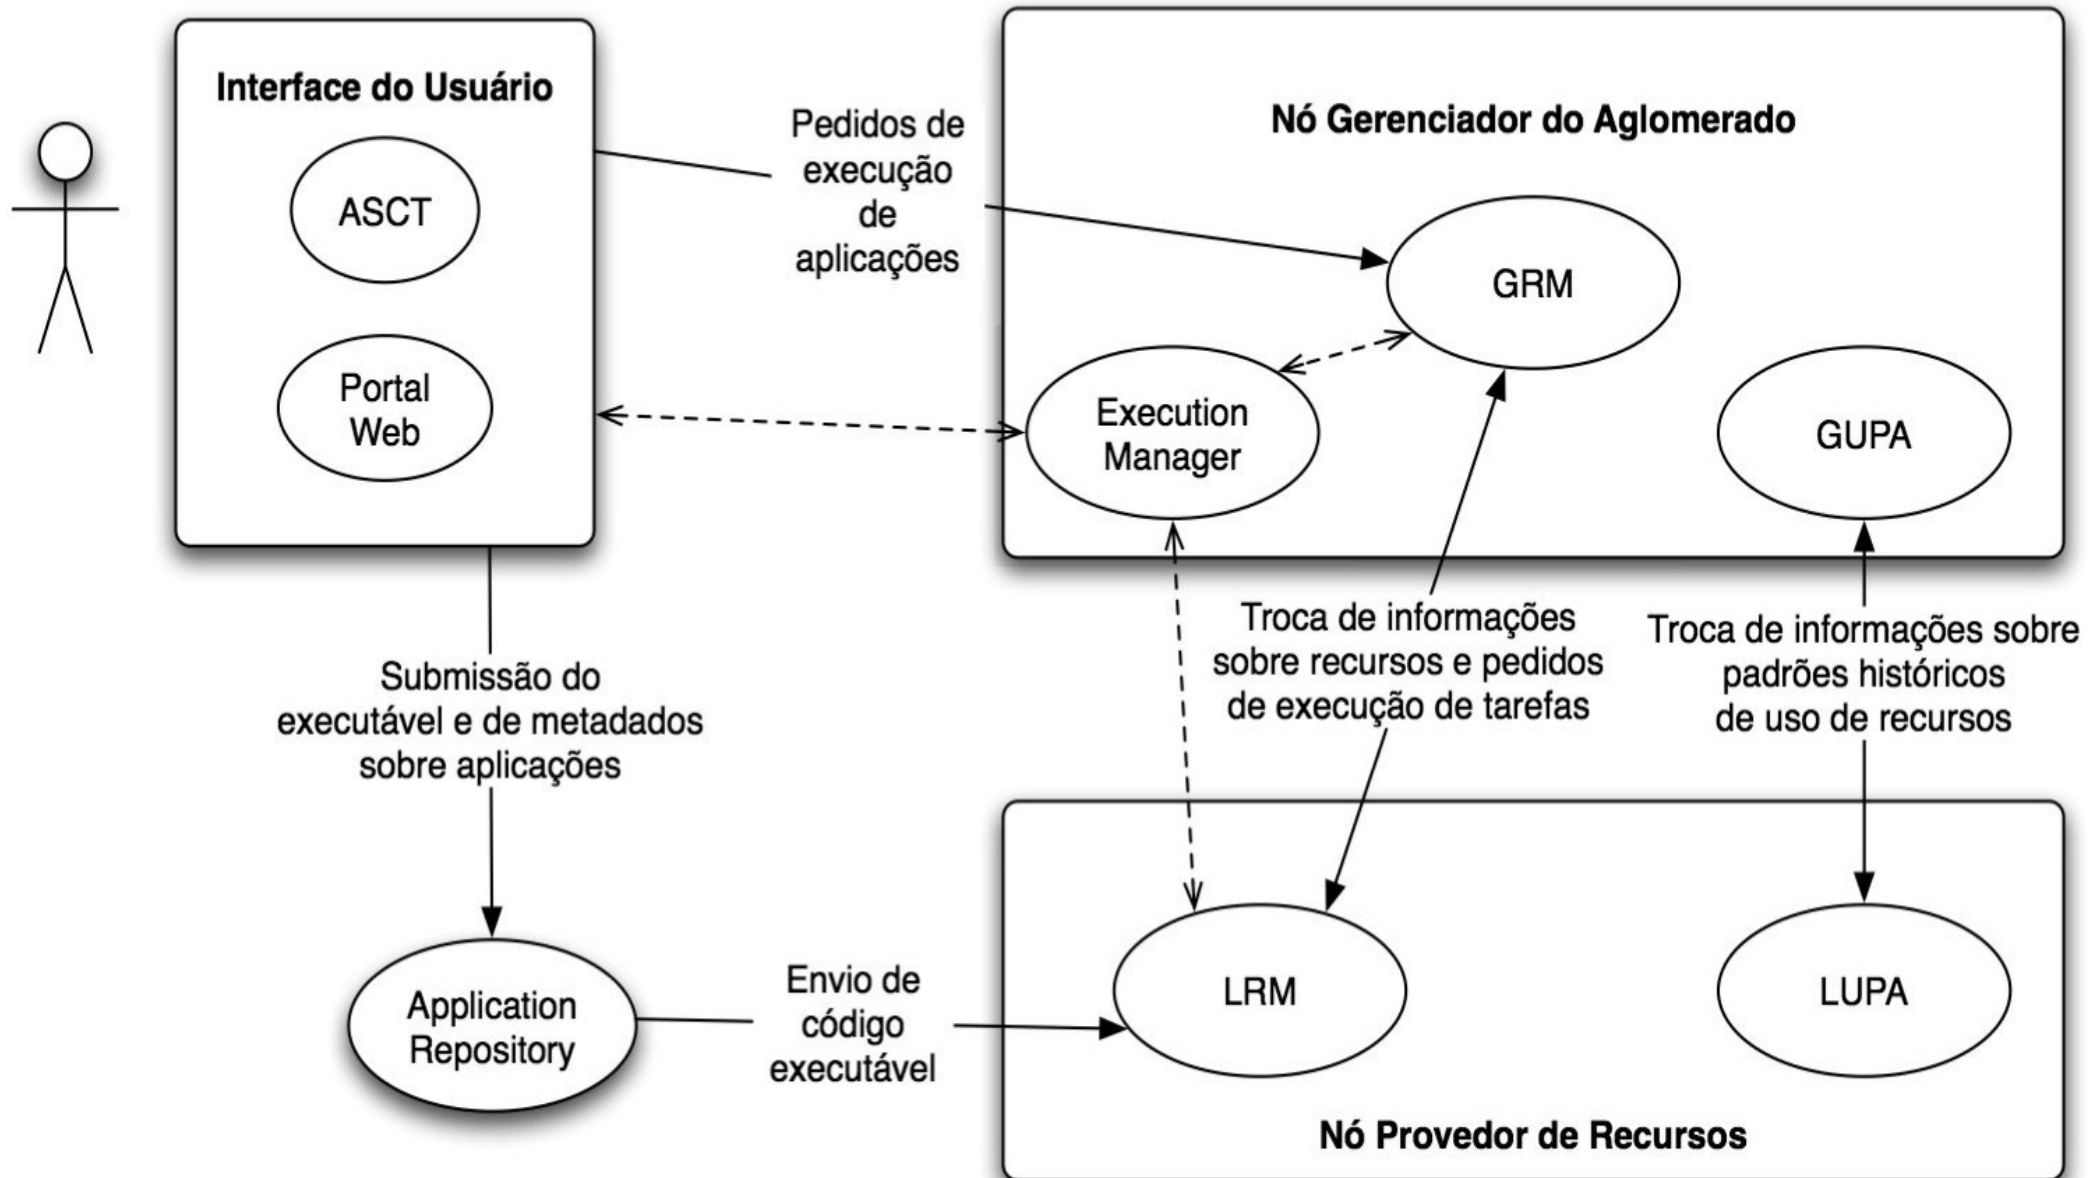 Interface do Usuário
ASCT
Portal
Web
Pedidos de
execução
de
aplicações
Nó Gerenciador do Aglomerado
GRM
Execution
Manager
GUPA
Submissão do
executável e de metadados
sobre aplicações
Troca de informações
sobre recursos e pedidos
de execução de tarefas
Troca de informações sobre
padrões históricos
de uso de recursos
Application
Repository
Envio de
código
executável
LRM
LUPA
Nó Provedor de Recursos